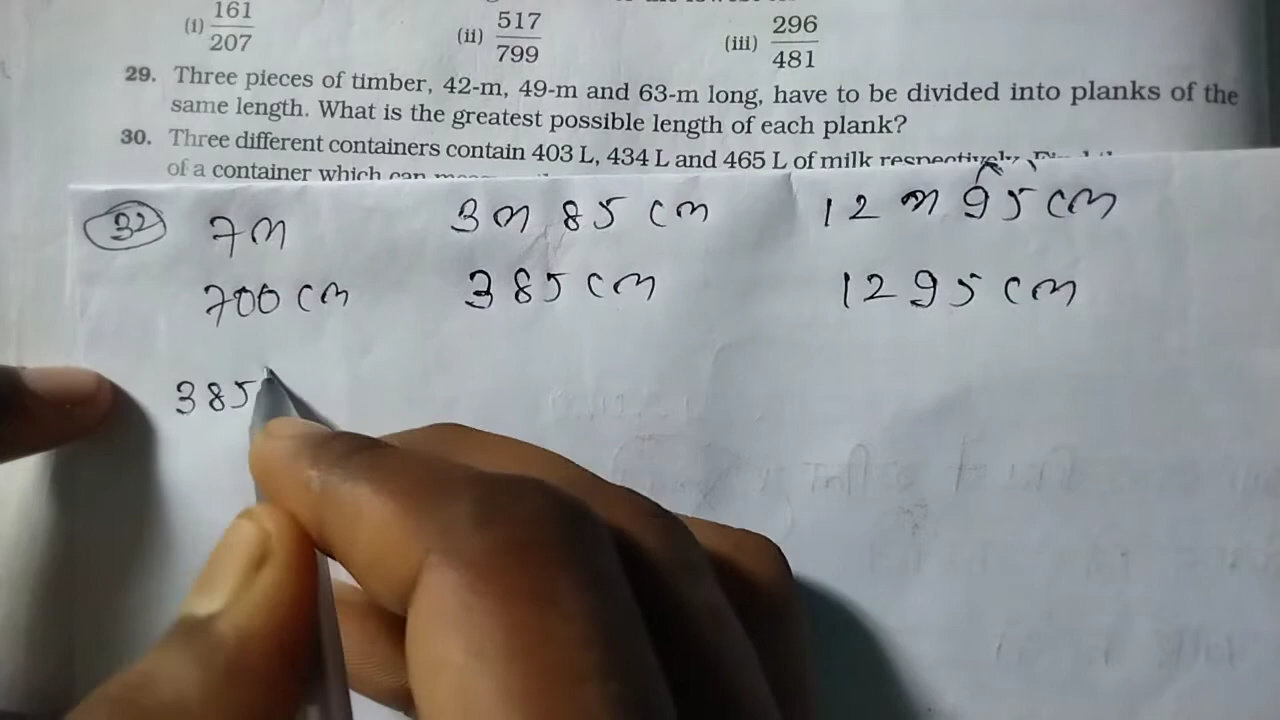 (i) 161/207 (ii) 517/799 (iii) 296/481
29. Three pieces of timber, 42-m, 49-m and 63-m long, have to be divided into planks of the
same length. What is the greatest possible length of each plank?
30. Three different containers contain 403 L, 434 L and 465 L of milk respectively.
of a container which can
32 7m 3m 85 cm 12 m 95 cm
700 cm 385 cm 1295 cm
385